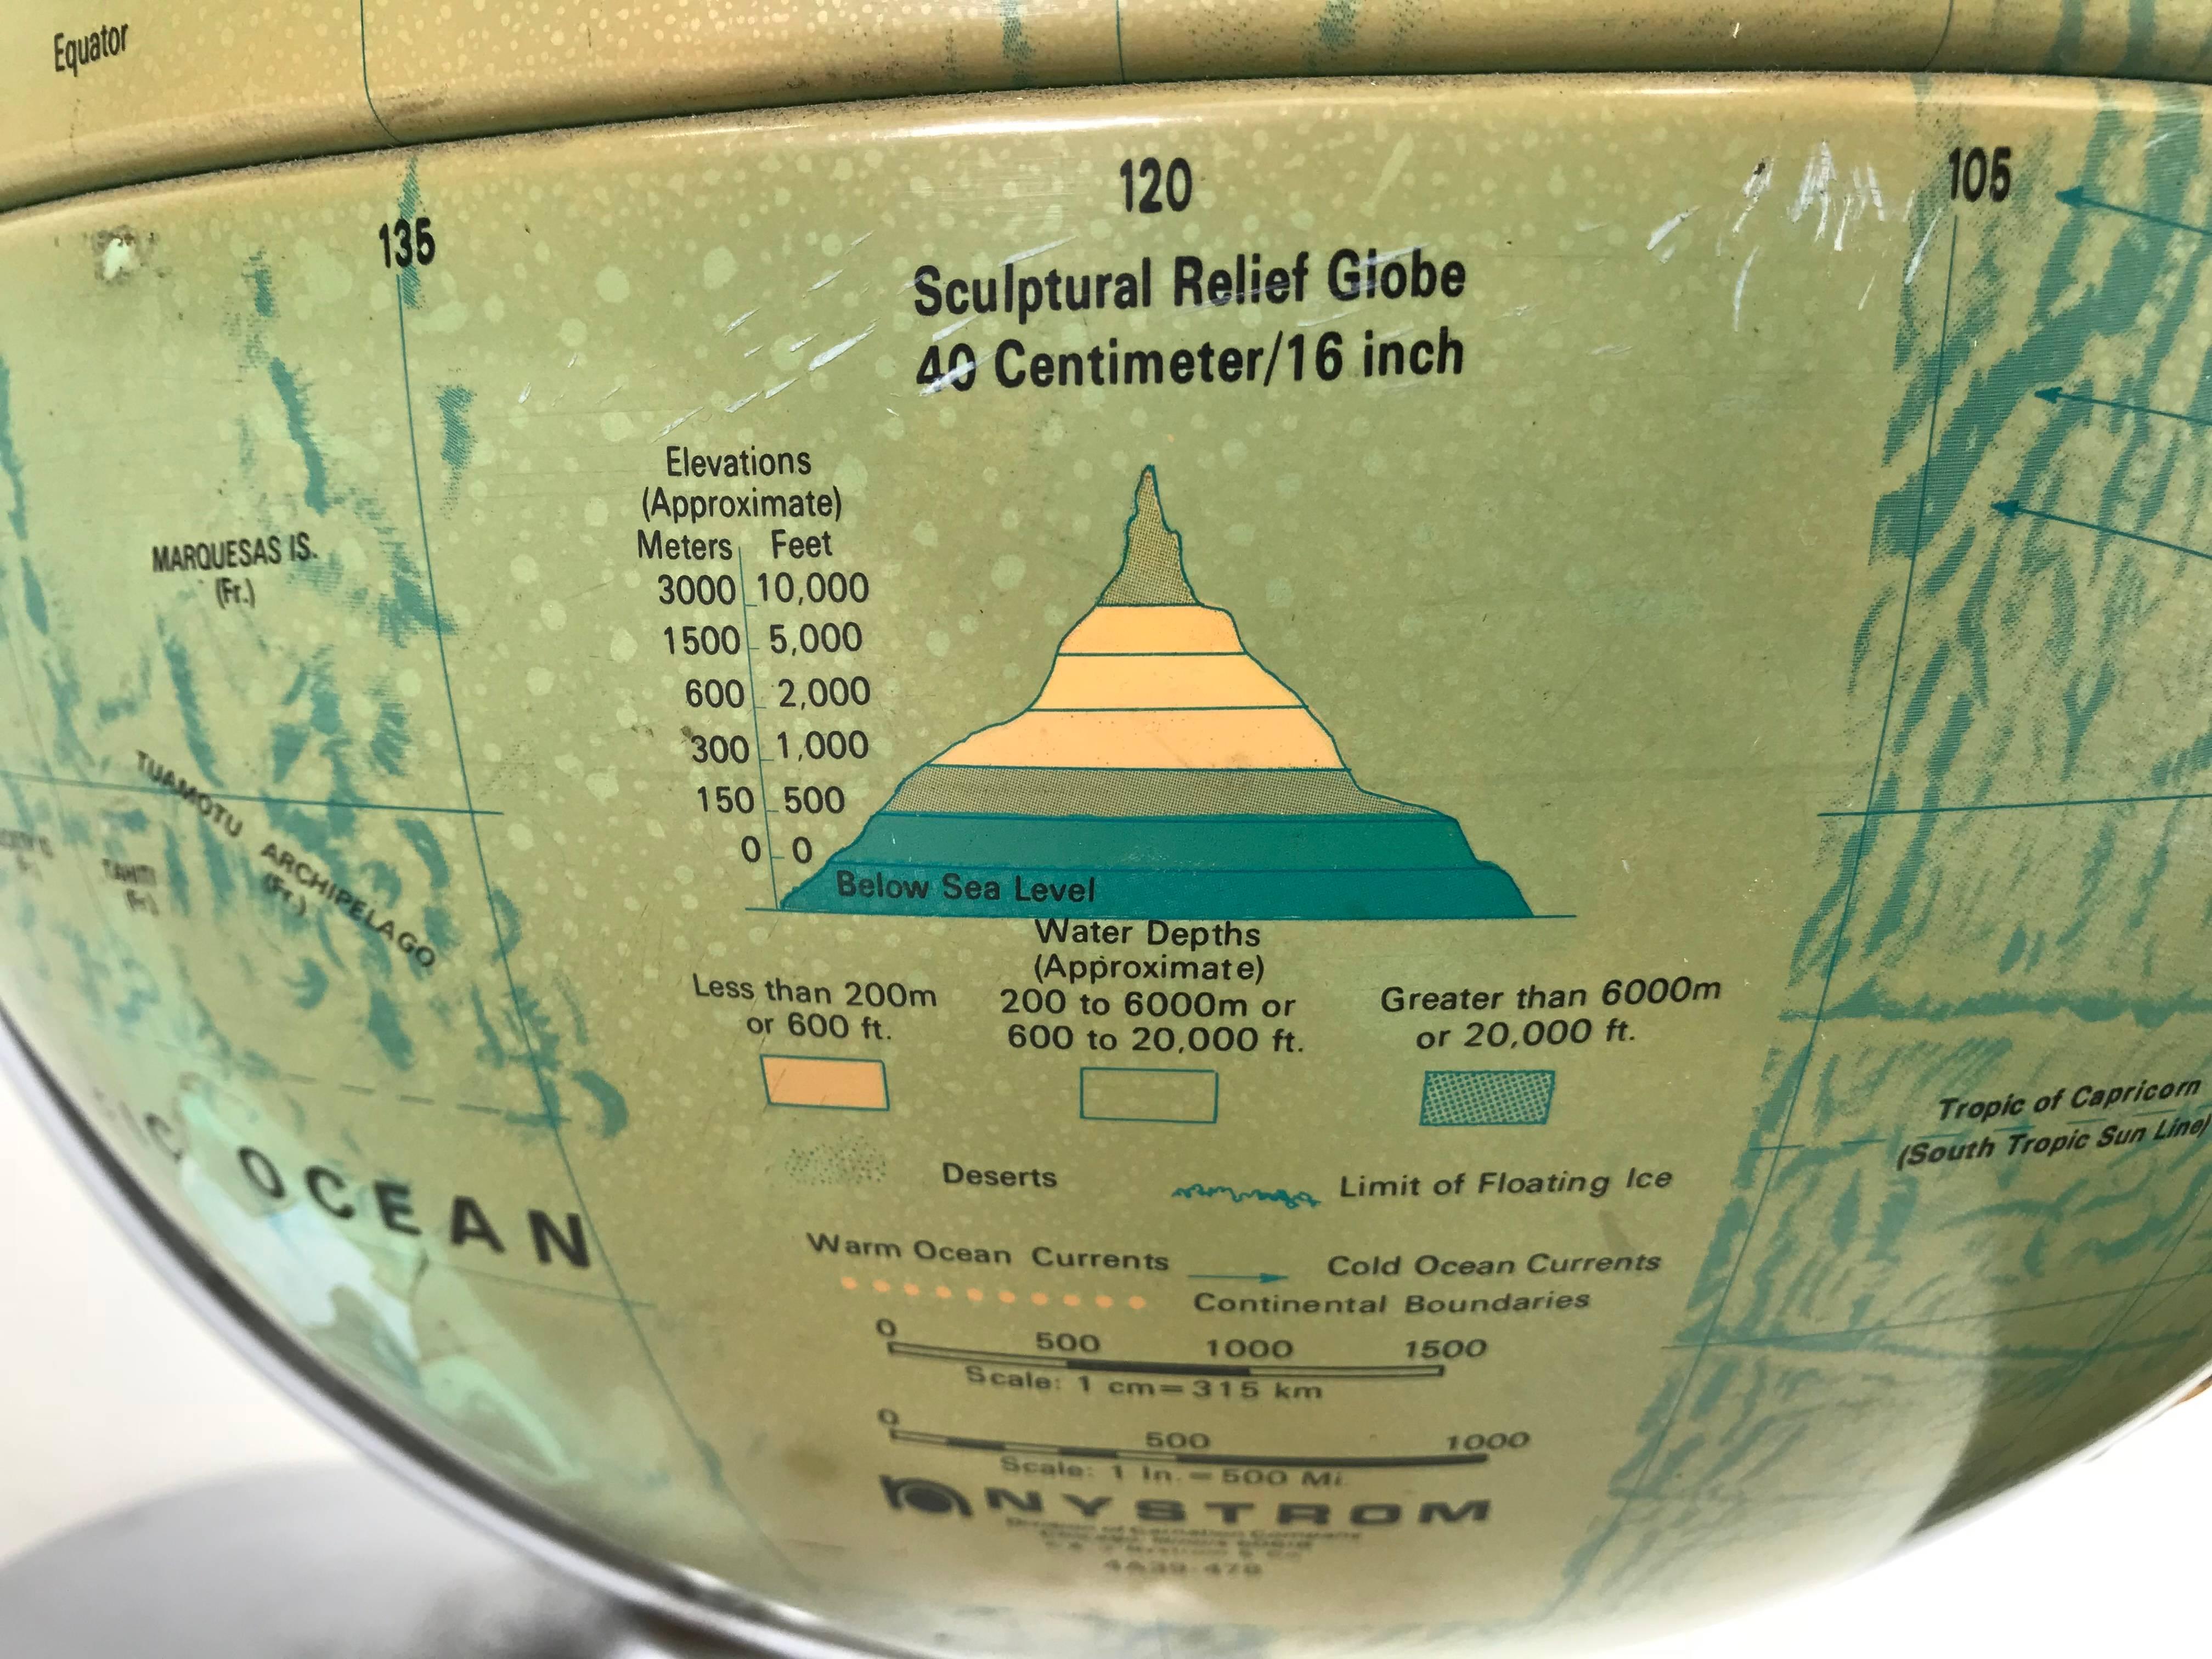 Equator
135
120
105
Sculptural Relief Globe
40 Centimeter/16 inch
Elevations
(Approximate)
Meters Feet
3000 10,000
1500 5,000
600 2,000
300 1,000
150 500
0 0
Below Sea Level
MARQUESAS IS.
(Fr.)
TUAMOTU ARCHIPELAGO
(Fr.)
TAHITI
(Fr.)
OCEAN
Water Depths
(Approximate)
Less than 200m
or 600 ft.
200 to 6000m or
600 to 20,000 ft.
Greater than 6000m
or 20,000 ft.
Deserts
Limit of Floating Ice
Warm Ocean Currents
Cold Ocean Currents
Continental Boundaries
Tropic of Capricorn
(South Tropic Sun Line)
0 500 1000 1500
Scale: 1 cm=315 km
0 500 1000
Scale: 1 In.=500 Mi.
NYSTROM